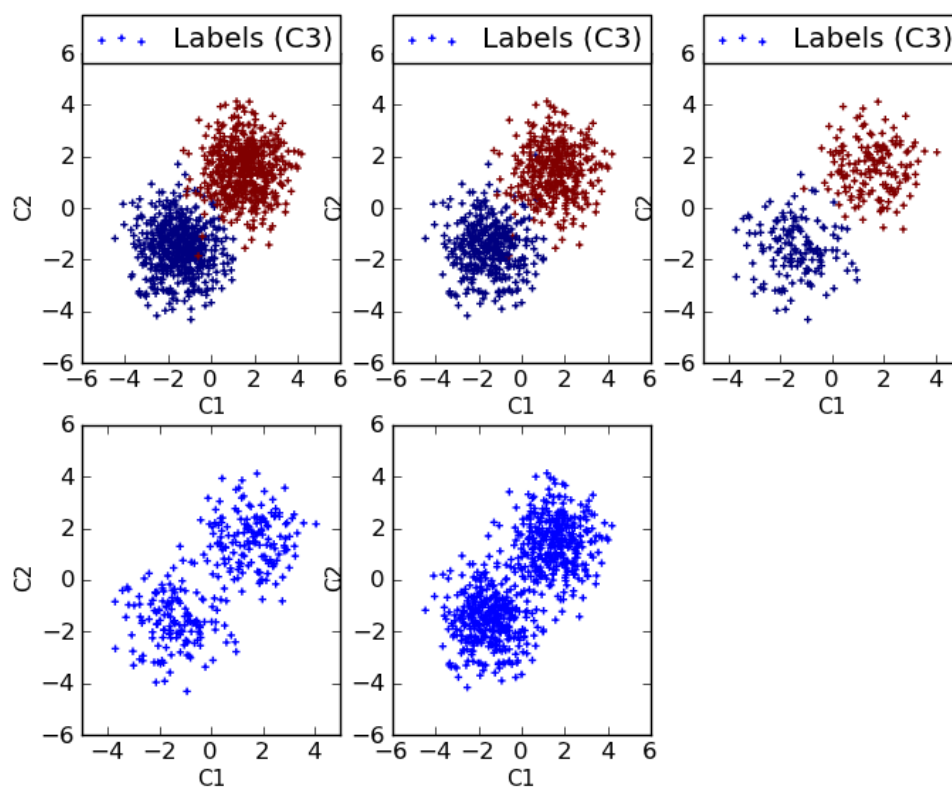 Labels (C3) Labels (C3) Labels (C3)
6 6 6
4 4 4
2 2 2
0 0 0
−2 −2 −2
−4 −4 −4
−6 −6 −6
C2 C2 C2
−6 −4 −2 0 2 4 6 −6 −4 −2 0 2 4 6 −4 −2 0 2 4
C1 C1 C1
6 6
4 4
2 2
0 0
−2 −2
−4 −4
−6 −6
C2 C2
−4 −2 0 2 4 −6 −4 −2 0 2 4 6
C1 C1